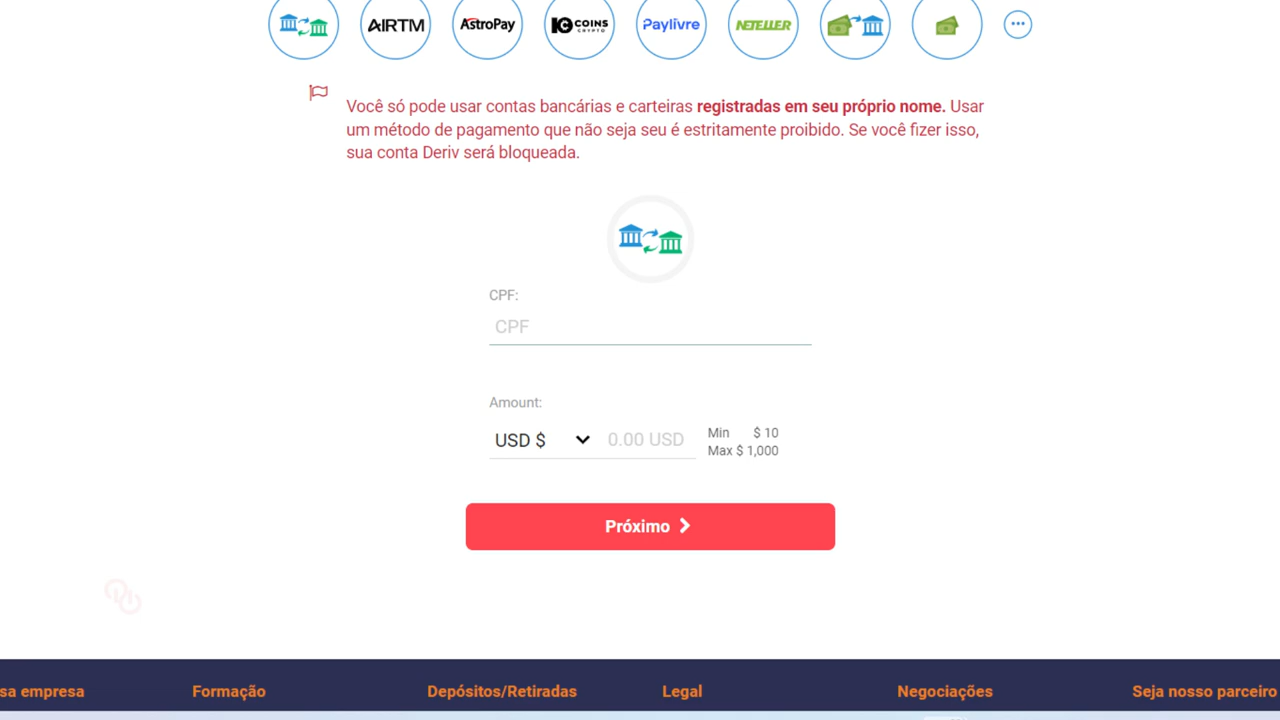 AIRTM
AstroPay
COINS
CRYPTO
Paylivre
NETELLER
Você só pode usar contas bancárias e carteiras registradas em seu próprio nome. Usar
um método de pagamento que não seja seu é estritamente proibido. Se você fizer isso,
sua conta Deriv será bloqueada.
CPF:
CPF
Amount:
USD $
0.00 USD
Min $ 10
Max $ 1,000
Próximo
sa empresa
Formação
Depósitos/Retiradas
Legal
Negociações
Seja nosso parceiro